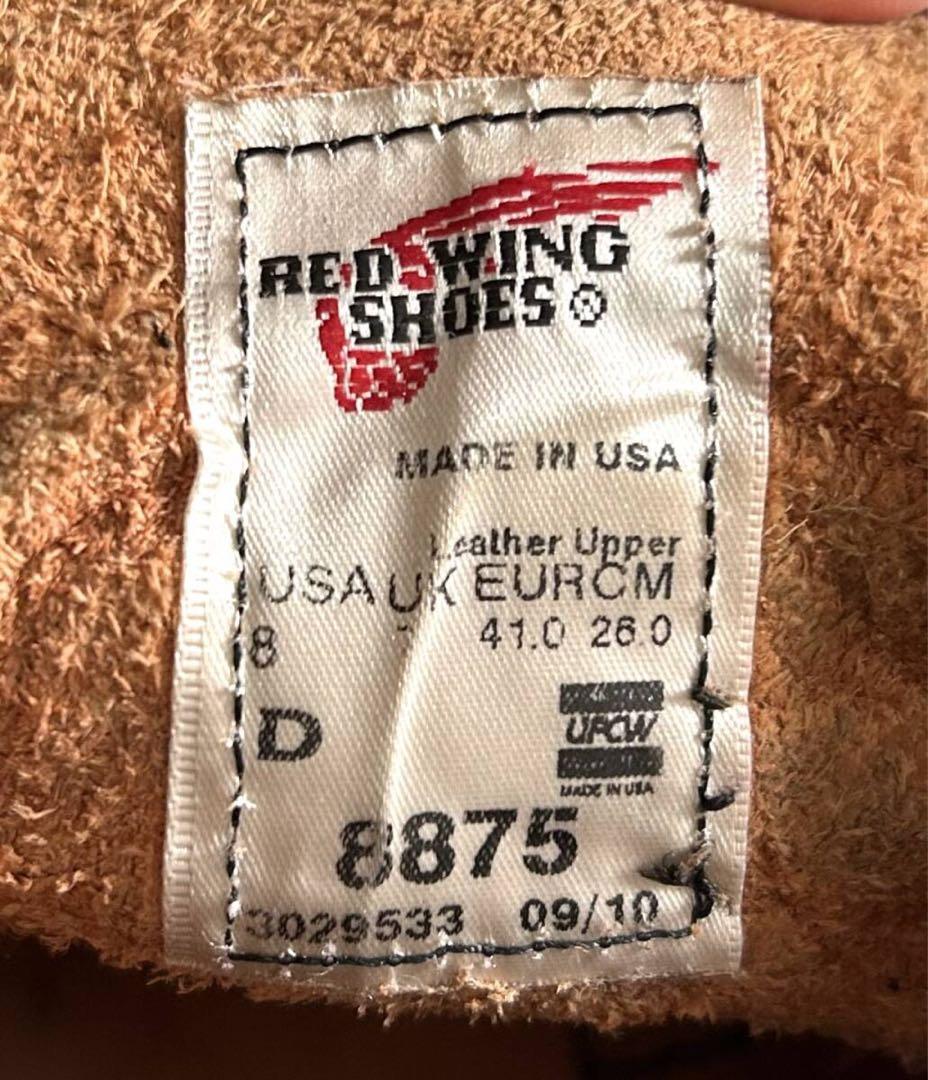 RED WING
SHOES®
MADE IN USA
Leather Upper
USA UK EUR CM
8 41.0 26.0
D
UFCW
MADE IN USA
8875
3029533 09/10